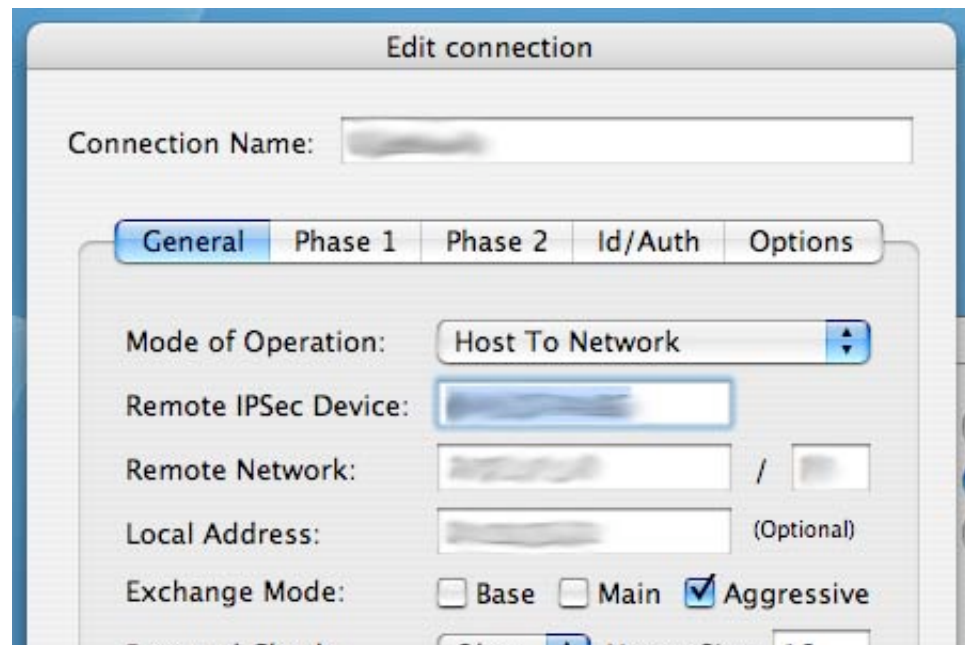 Edit connection
Connection Name:
General Phase 1 Phase 2 Id/Auth Options
Mode of Operation: Host To Network
Remote IPSec Device:
Remote Network: /
Local Address: (Optional)
Exchange Mode: Base Main Aggressive